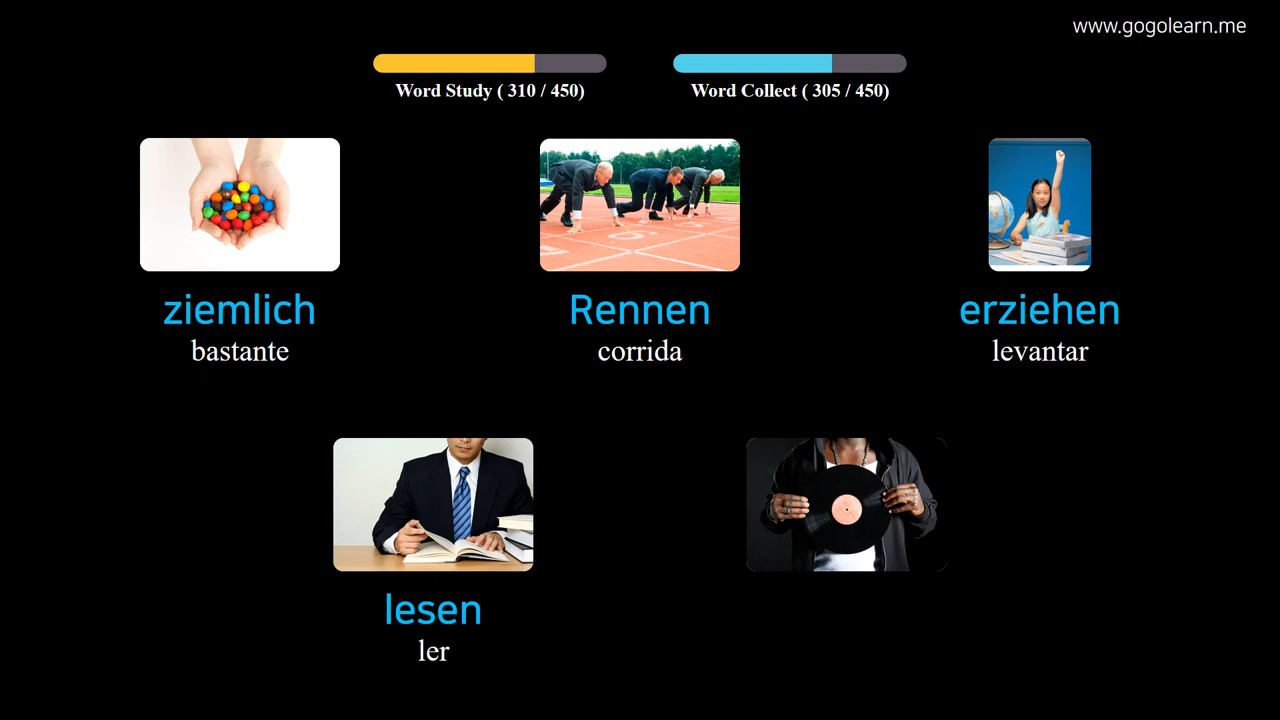 www.gogolearn.me
Word Study ( 310 / 450)
Word Collect ( 305 / 450)
ziemlich
bastante
Rennen
corrida
erziehen
levantar
lesen
ler